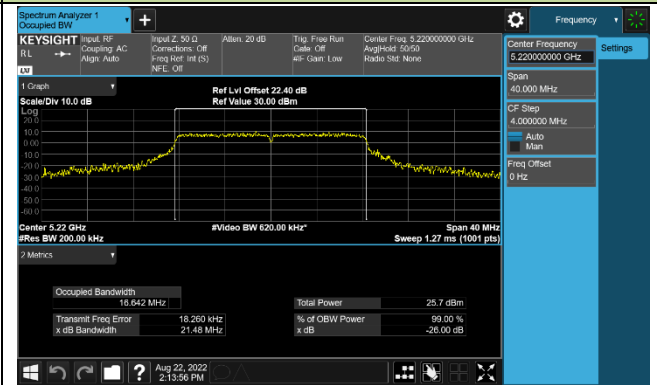 Spectrum Analyzer 1
Occupied BW
Frequency
KEYSIGHT
RL
LXI
Input: RF
Coupling: AC
Align: Auto
Input Z: 50 Ω
Corrections: Off
Freq Ref: Int (S)
NFE: Off
Atten: 20 dB
Trig: Free Run
Gate: Off
#IF Gain: Low
Center Freq: 5.220000000 GHz
Avg|Hold: 50/50
Radio Std: None
Center Frequency
5.220000000 GHz
Settings
Span
40.000 MHz
CF Step
4.000000 MHz
Auto
Man
Freq Offset
0 Hz
1 Graph
Scale/Div 10.0 dB
Ref Lvl Offset 22.40 dB
Ref Value 30.00 dBm
Log
20.0
10.0
0.00
-10.0
-20.0
-30.0
-40.0
-50.0
-60.0
Center 5.22 GHz
#Res BW 200.00 kHz
#Video BW 620.00 kHz*
Span 40 MHz
Sweep 1.27 ms (1001 pts)
2 Metrics
Occupied Bandwidth
16.642 MHz
Total Power 25.7 dBm
Transmit Freq Error 18.260 kHz
% of OBW Power 99.00 %
x dB Bandwidth 21.48 MHz
x dB -26.00 dB
?
Aug 22, 2022
2:13:56 PM